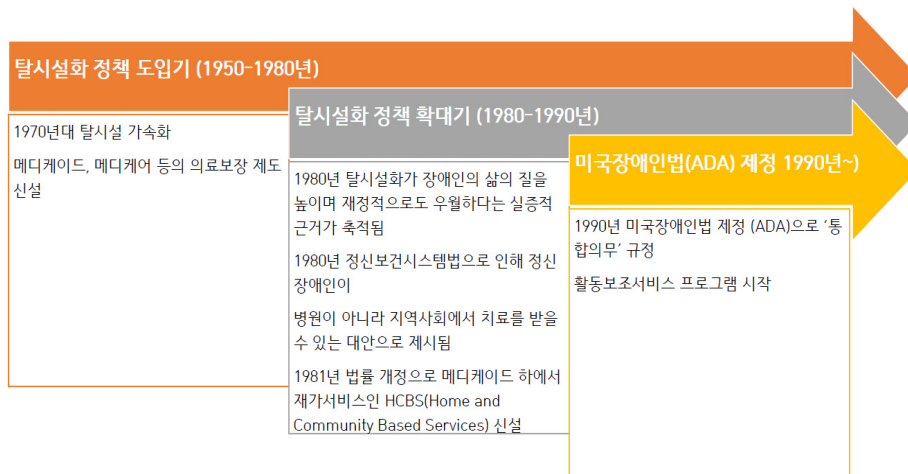 탈시설화 정책 도입기 (1950-1980년)
1970년대 탈시설 가속화
메디케이드, 메디케어 등의 의료보장 제도
신설
탈시설화 정책 확대기 (1980-1990년)
1980년 탈시설화가 장애인의 삶의 질을
높이며 재정적으로도 우월하다는 실증적
근거가 축적됨
1980년 정신보건시스템법으로 인해 정신
장애인이
병원이 아니라 지역사회에서 치료를 받을
수 있는 대안으로 제시됨
1981년 법률 개정으로 메디케이드 하에서
재가서비스인 HCBS(Home and
Community Based Services) 신설
미국장애인법(ADA) 제정 1990년~)
1990년 미국장애인법 제정 (ADA)으로 ‘통
합의무’ 규정
활동보조서비스 프로그램 시작